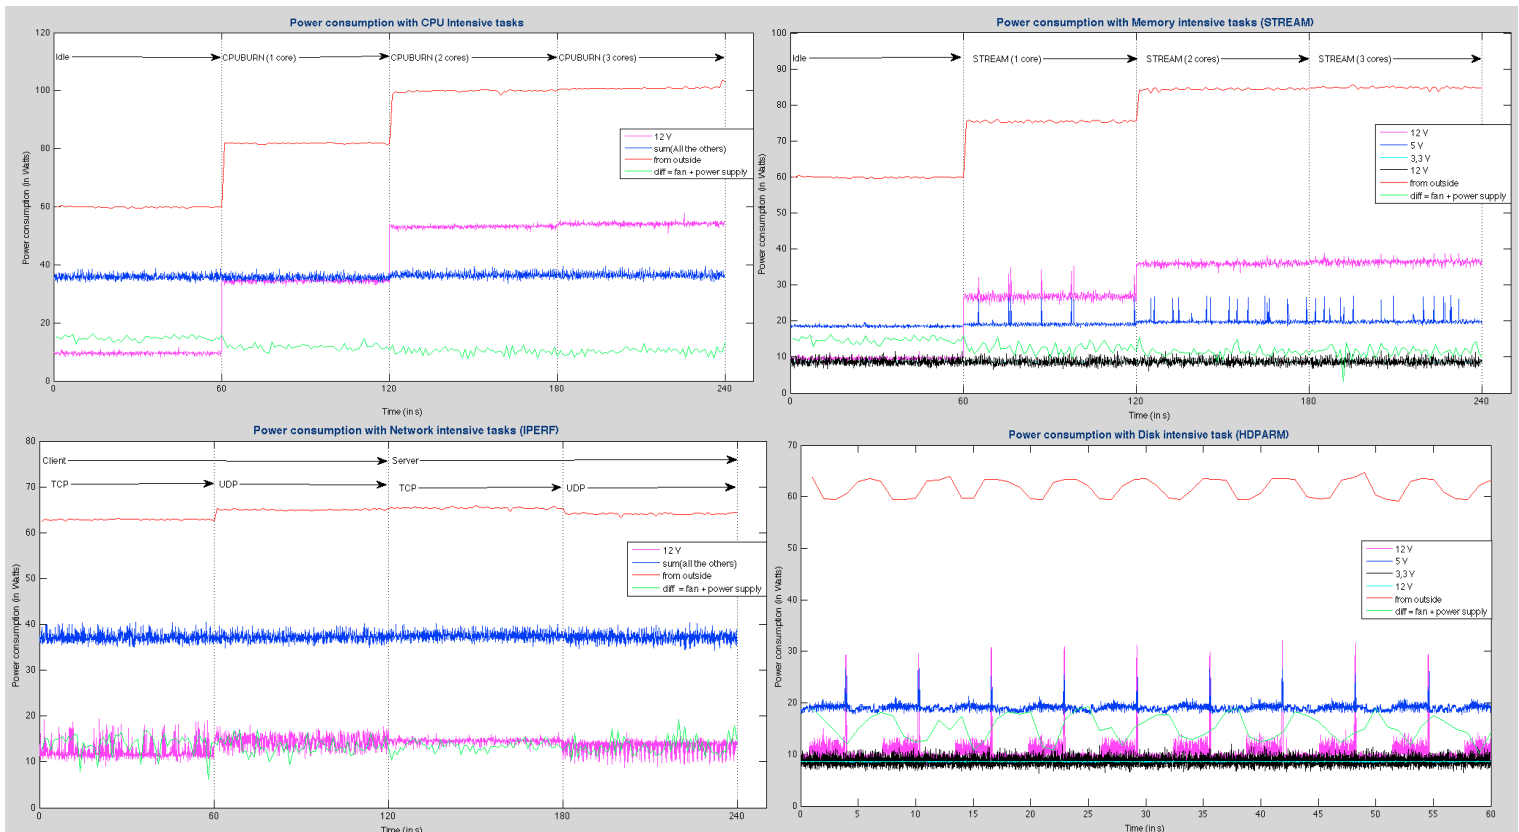 Power consumption with CPU Intensive tasks
120
100
80
60
40
20
0
Power consumption (in Watts)
Idle
CPUBURN (1 core)
CPUBURN (2 cores)
CPUBURN (3 cores)
12 V
sum(All the others)
from outside
diff = fan + power supply
0
60
120
180
240
Time (in s)
Power consumption with Memory intensive tasks (STREAM)
100
90
80
70
60
50
40
30
20
10
0
Power consumption (in Watts)
Idle
STREAM (1 core)
STREAM (2 cores)
STREAM (3 cores)
12 V
5 V
3,3 V
12 V
from outside
diff = fan + power supply
0
60
120
180
240
Time (in s)
Power consumption with Network intensive tasks (IPERF)
80
70
60
50
40
30
20
10
0
Power consumption (in Watts)
Client
Server
TCP
UDP
TCP
UDP
12 V
sum(all the others)
from outside
diff = fan + power supply
0
60
120
180
240
Time (in s)
Power consumption with Disk intensive task (HDPARM)
70
60
50
40
30
20
10
0
Power consumption (in Watts)
12 V
5 V
3,3 V
12 V
from outside
diff = fan + power supply
0
5
10
15
20
25
30
35
40
45
50
55
60
Time (in s)